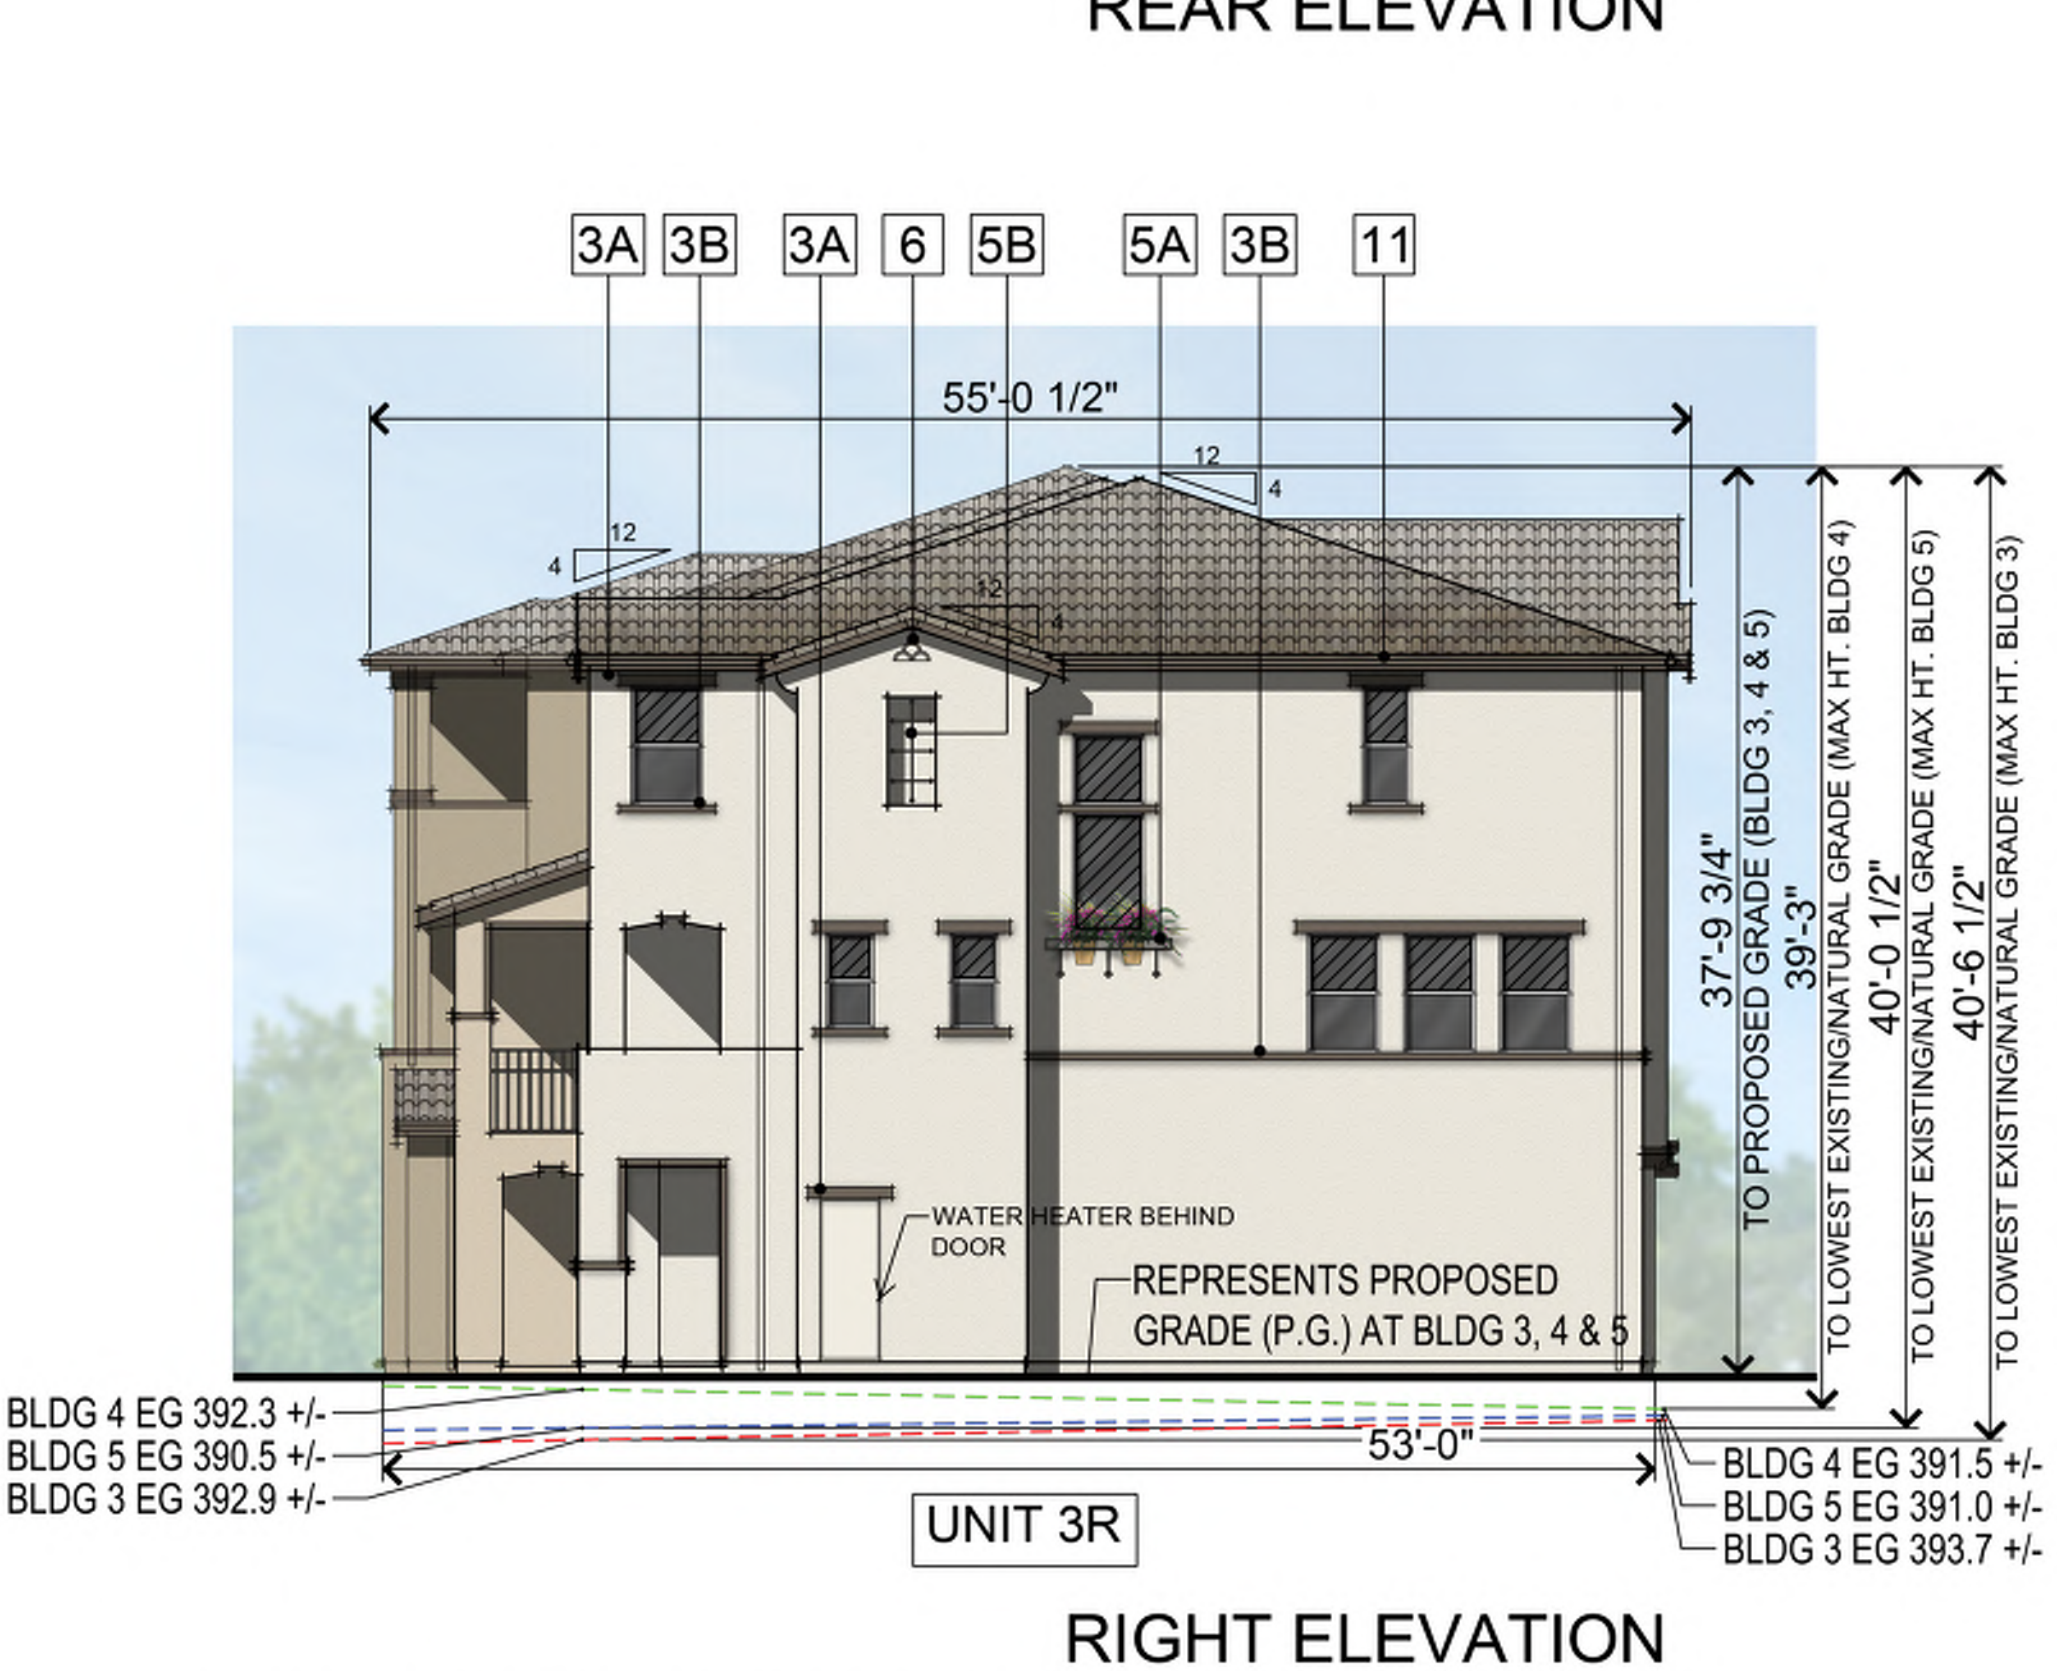 REAR ELEVATION
3A 3B 3A 6 5B 5A 3B 11
55'-0 1/2"
12
4
12
4
12
4
37'-9 3/4"
TO PROPOSED GRADE (BLDG 3, 4 & 5)
39'-3"
TO LOWEST EXISTING/NATURAL GRADE (MAX HT. BLDG 4)
40'-0 1/2"
TO LOWEST EXISTING/NATURAL GRADE (MAX HT. BLDG 5)
40'-6 1/2"
TO LOWEST EXISTING/NATURAL GRADE (MAX HT. BLDG 3)
WATER HEATER BEHIND
DOOR
REPRESENTS PROPOSED
GRADE (P.G.) AT BLDG 3, 4 & 5
BLDG 4 EG 392.3 +/-
BLDG 5 EG 390.5 +/-
BLDG 3 EG 392.9 +/-
53'-0"
BLDG 4 EG 391.5 +/-
BLDG 5 EG 391.0 +/-
BLDG 3 EG 393.7 +/-
UNIT 3R
RIGHT ELEVATION